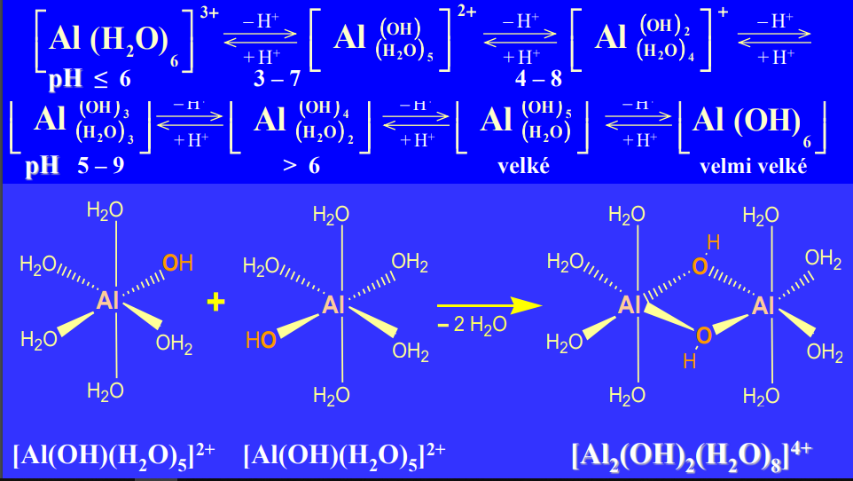 [Al (H₂O)₆]³⁺ −H⁺ +H⁺ [Al (OH) (H₂O)₅]²⁺ −H⁺ +H⁺ [Al (OH)₂ (H₂O)₄]⁺ −H⁺ +H⁺
pH ≤ 6 3 – 7 4 – 8
[Al (OH)₃ (H₂O)₃] −H⁺ +H⁺ [Al (OH)₄ (H₂O)₂] −H⁺ +H⁺ [Al (OH)₅ (H₂O)] −H⁺ +H⁺ [Al (OH)₆]
pH 5 – 9 > 6 velké velmi velké
H₂O H₂O H₂O H₂O
H
H₂O OH H₂O OH₂ H₂O O OH₂
Al + Al − 2 H₂O Al Al
H₂O OH₂ HO OH₂ H₂O O OH₂
H
H₂O H₂O H₂O H₂O
[Al(OH)(H₂O)₅]²⁺ [Al(OH)(H₂O)₅]²⁺ [Al₂(OH)₂(H₂O)₈]⁴⁺